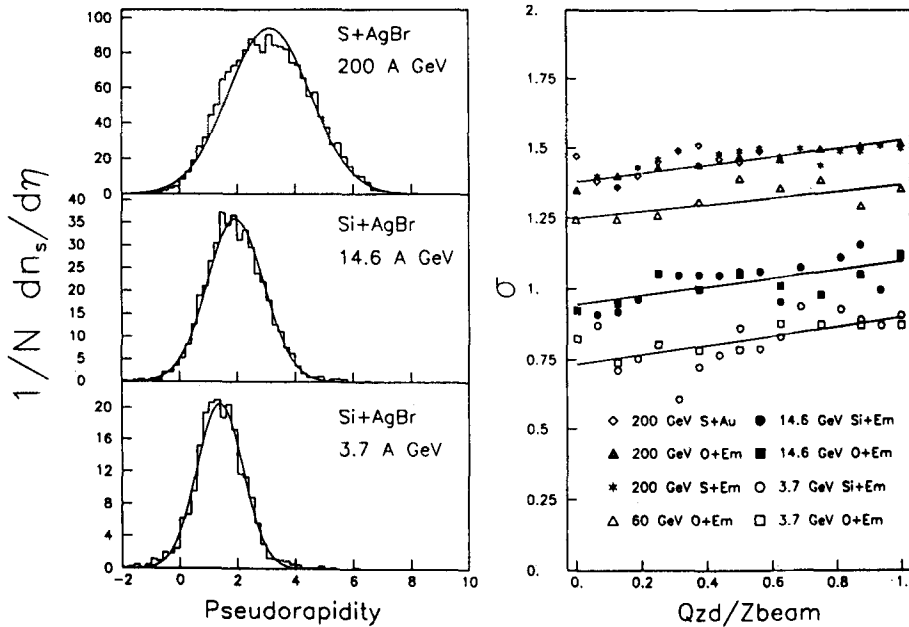 1/N dn_s/dη
100
80
60
40
20
0
S+AgBr
200 A GeV
40
35
30
25
20
15
10
5
0
Si+AgBr
14.6 A GeV
20
16
12
8
4
0
Si+AgBr
3.7 A GeV
−2 0 2 4 6 8 10
Pseudorapidity
σ
2.
1.75
1.5
1.25
1.
0.75
0.5
0.25
0.
200 GeV S+Au
200 GeV O+Em
200 GeV S+Em
60 GeV O+Em
14.6 GeV Si+Em
14.6 GeV O+Em
3.7 GeV Si+Em
3.7 GeV O+Em
0. 0.2 0.4 0.6 0.8 1.
Qzd/Zbeam